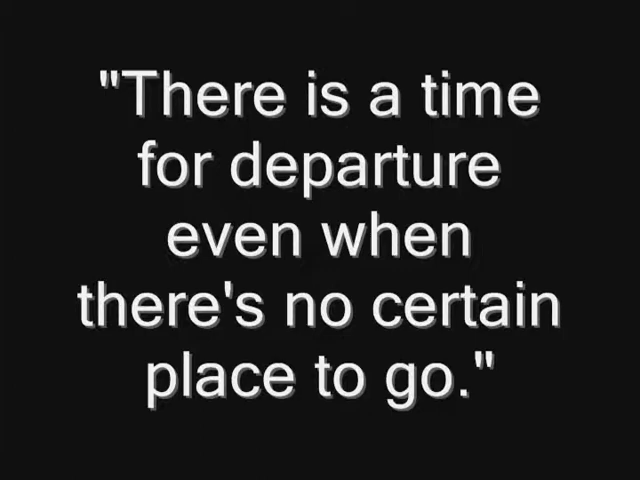 "There is a time
for departure
even when
there's no certain
place to go."